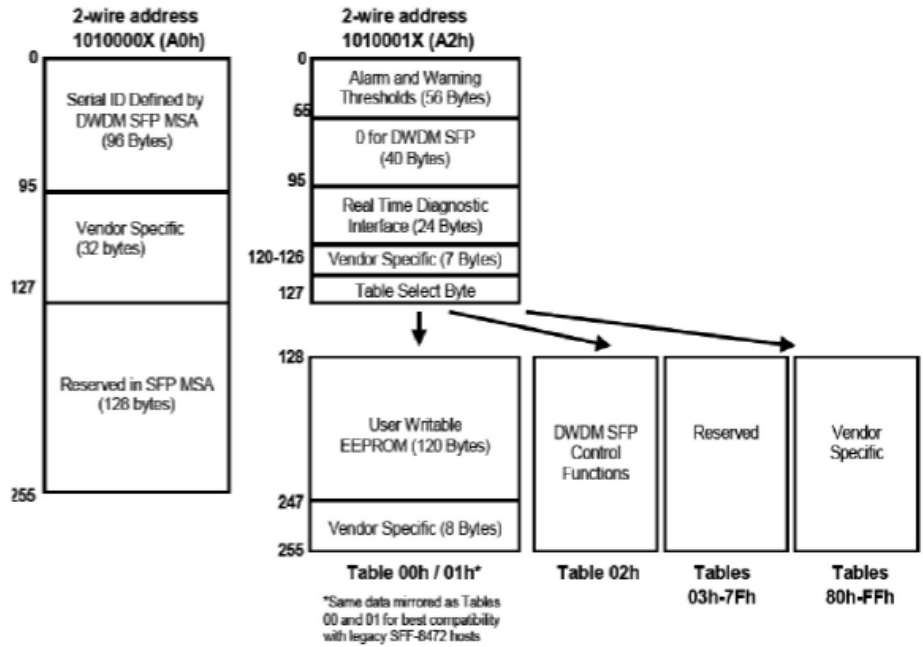 2-wire address
1010000X (A0h)
0
Serial ID Defined by
DWDM SFP MSA
(96 Bytes)
95
Vendor Specific
(32 bytes)
127
Reserved in SFP MSA
(128 bytes)
255
2-wire address
1010001X (A2h)
0
Alarm and Warning
Thresholds (56 Bytes)
55
0 for DWDM SFP
(40 Bytes)
95
Real Time Diagnostic
Interface (24 Bytes)
120-126
Vendor Specific (7 Bytes)
127
Table Select Byte
128
User Writable
EEPROM (120 Bytes)
247
Vendor Specific (8 Bytes)
255
Table 00h / 01h*
*Same data mirrored as Tables
00 and 01 for best compatibility
with legacy SFF-8472 hosts
DWDM SFP
Control
Functions
Table 02h
Reserved
Tables
03h-7Fh
Vendor
Specific
Tables
80h-FFh